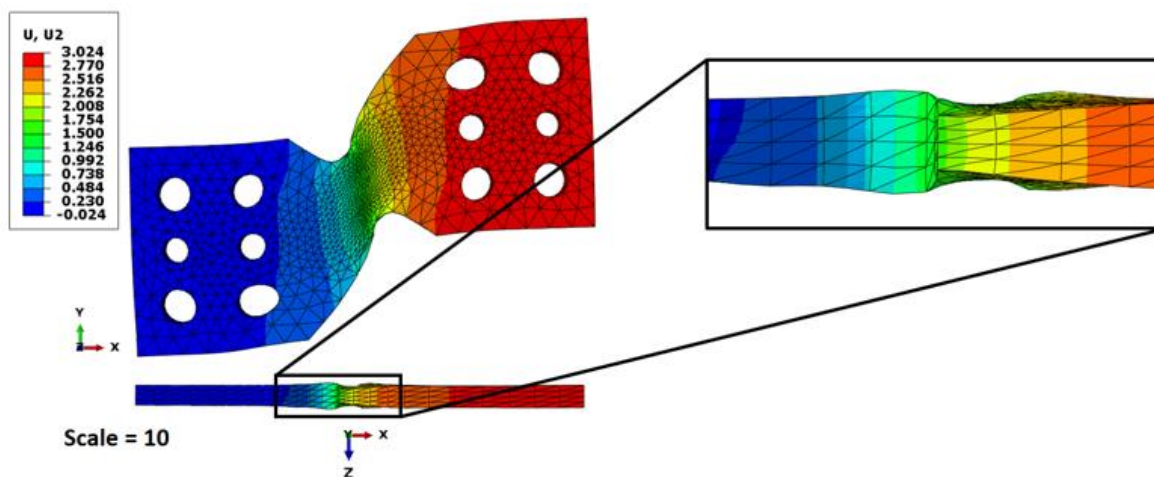 U, U2
3.024
2.770
2.516
2.262
2.008
1.754
1.500
1.246
0.992
0.738
0.484
0.230
-0.024
Y
Z X
Scale = 10
Y X
Z